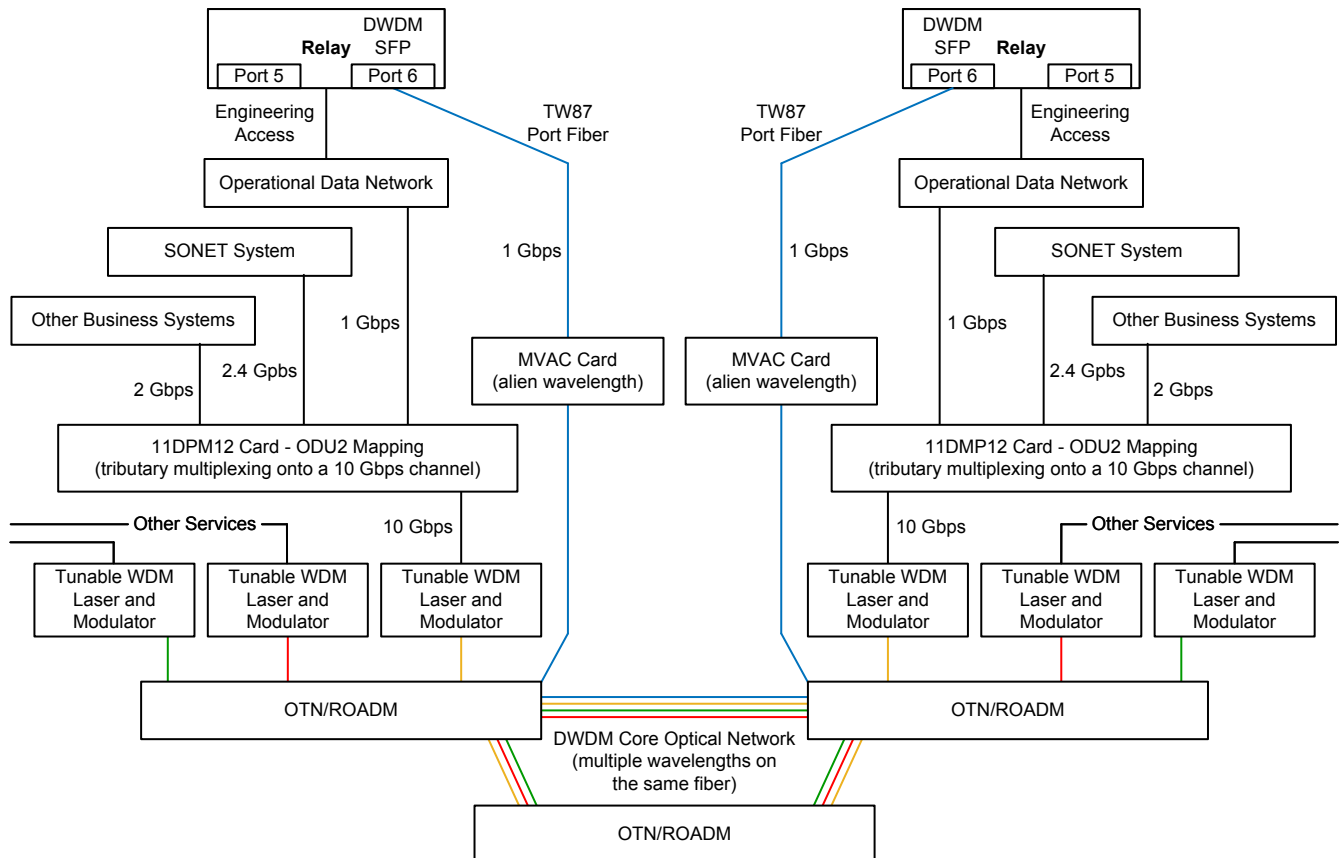 DWDM
Relay SFP
Port 5 Port 6
DWDM
SFP Relay
Port 6 Port 5
Engineering
Access
TW87
Port Fiber
TW87
Port Fiber
Engineering
Access
Operational Data Network
Operational Data Network
SONET System
1 Gbps
1 Gbps
SONET System
Other Business Systems
1 Gbps
1 Gbps
Other Business Systems
2.4 Gpbs
2 Gbps
MVAC Card
(alien wavelength)
MVAC Card
(alien wavelength)
2.4 Gpbs
2 Gbps
11DPM12 Card - ODU2 Mapping
(tributary multiplexing onto a 10 Gbps channel)
11DMP12 Card - ODU2 Mapping
(tributary multiplexing onto a 10 Gbps channel)
Other Services
10 Gbps
10 Gbps
Other Services
Tunable WDM
Laser and
Modulator
Tunable WDM
Laser and
Modulator
Tunable WDM
Laser and
Modulator
Tunable WDM
Laser and
Modulator
Tunable WDM
Laser and
Modulator
Tunable WDM
Laser and
Modulator
OTN/ROADM
OTN/ROADM
DWDM Core Optical Network
(multiple wavelengths on
the same fiber)
OTN/ROADM